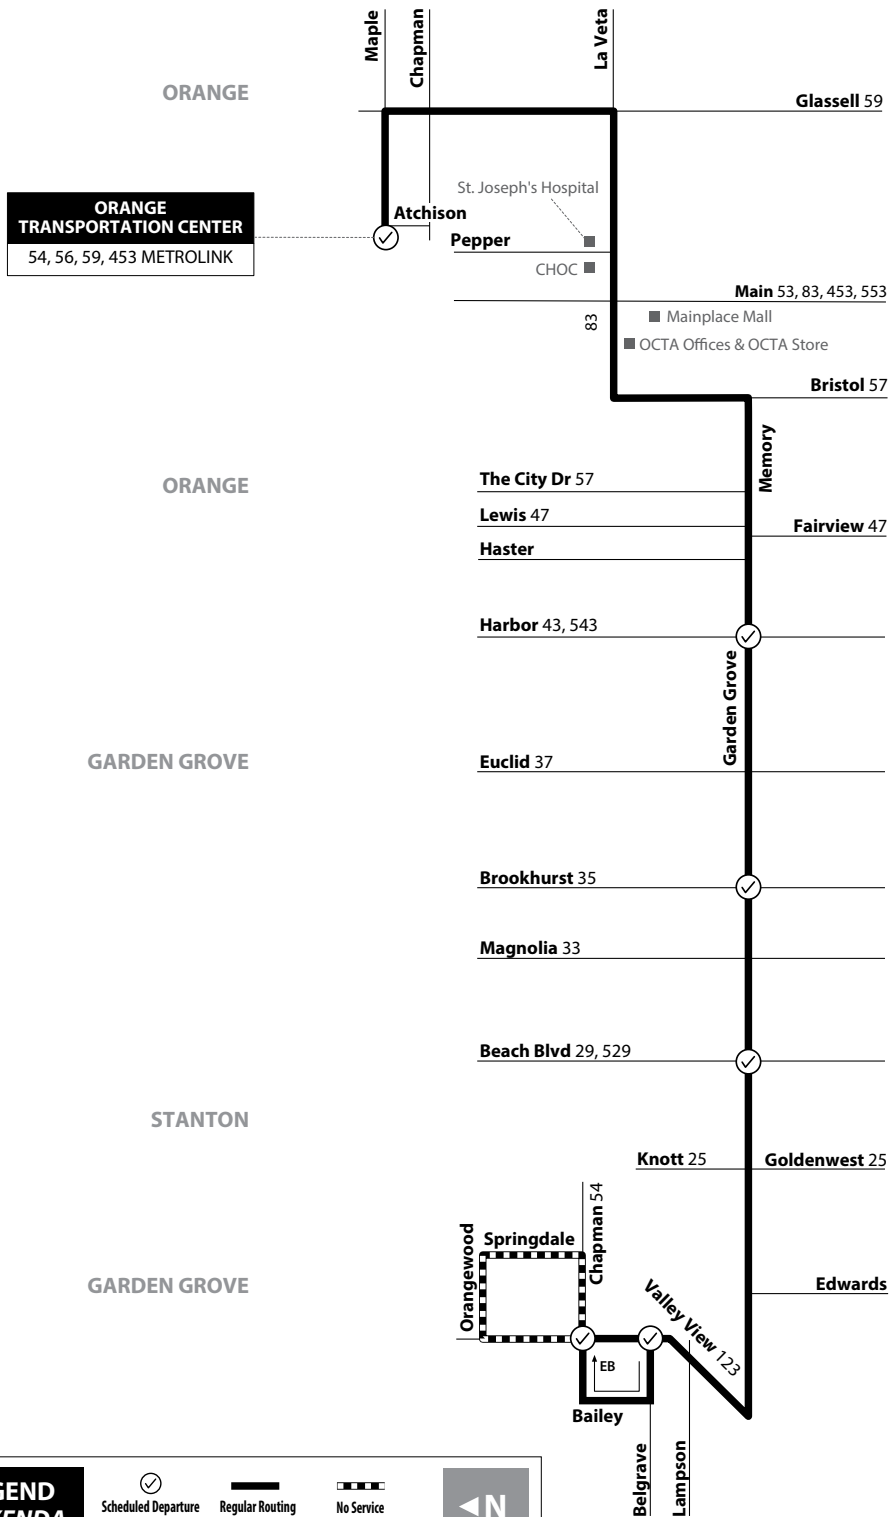 Maple
Chapman
La Veta
ORANGE
Glassell 59
ORANGE
TRANSPORTATION CENTER
54, 56, 59, 453 METROLINK
St. Joseph's Hospital
Atchison
Pepper
CHOC
Main 53, 83, 453, 553
83
Mainplace Mall
OCTA Offices & OCTA Store
Bristol 57
Memory
ORANGE
The City Dr 57
Lewis 47
Fairview 47
Haster
Harbor 43, 543
Garden Grove
GARDEN GROVE
Euclid 37
Brookhurst 35
Magnolia 33
Beach Blvd 29, 529
STANTON
Knott 25
Goldenwest 25
Chapman 54
Orangewood
Springdale
GARDEN GROVE
Edwards
Valley View 123
EB
Bailey
Belgrave
Lampson
GEND
KENDA
Scheduled Departure
Regular Routing
No Service
N